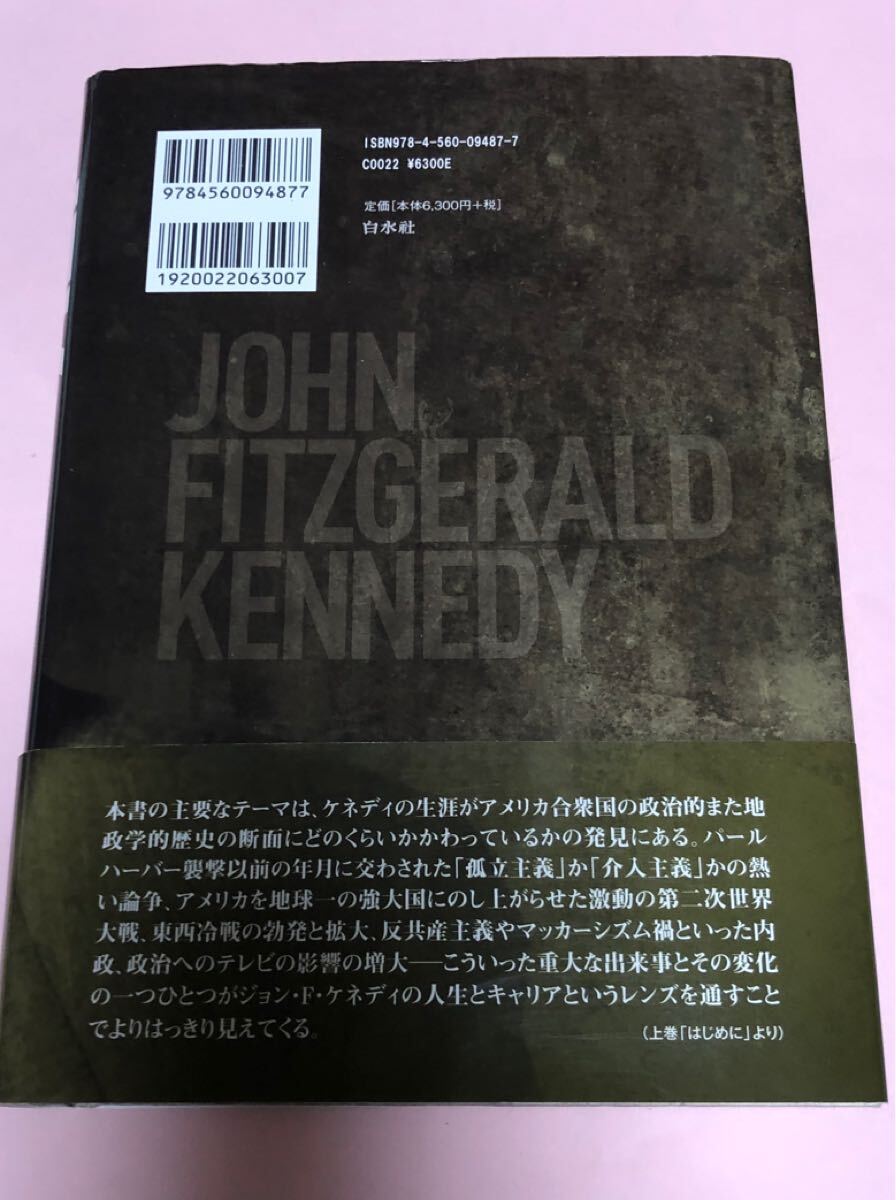 ISBN978-4-560-09487-7
C0022 ¥6300E
9784560094877
定価[本体6,300円+税]
白水社
1920022063007
JOHN
FITZGERALD
KENNEDY
本書の主要なテーマは、ケネディの生涯がアメリカ合衆国の政治的また地
政学的歴史の断面にどのくらいかかわっているかの発見にある。パール
ハーバー襲撃以前の年月に交わされた「孤立主義」か「介入主義」かの熱
い論争、アメリカを地球一の強大国にのし上がらせた激動の第二次世界
大戦、東西冷戦の勃発と拡大、反共産主義やマッカーシズム禍といった内
政、政治へのテレビの影響の増大──こういった重大な出来事とその変化
の一つひとつがジョン・F・ケネディの人生とキャリアというレンズを通すこと
でよりはっきり見えてくる。
(上巻「はじめに」より)